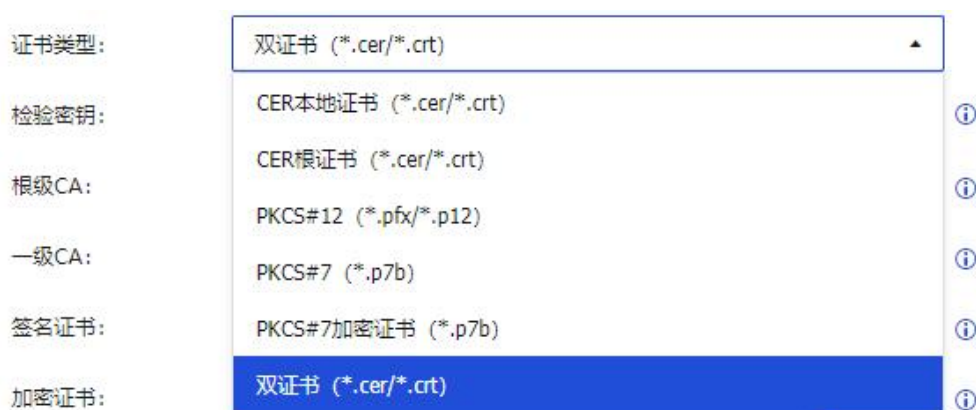 证书类型: 双证书 (*.cer/*.crt)
检验密钥: CER本地证书 (*.cer/*.crt)
CER根证书 (*.cer/*.crt)
根级CA:
PKCS#12 (*.pfx/*.p12)
一级CA:
PKCS#7 (*.p7b)
签名证书: PKCS#7加密证书 (*.p7b)
加密证书: 双证书 (*.cer/*.crt)